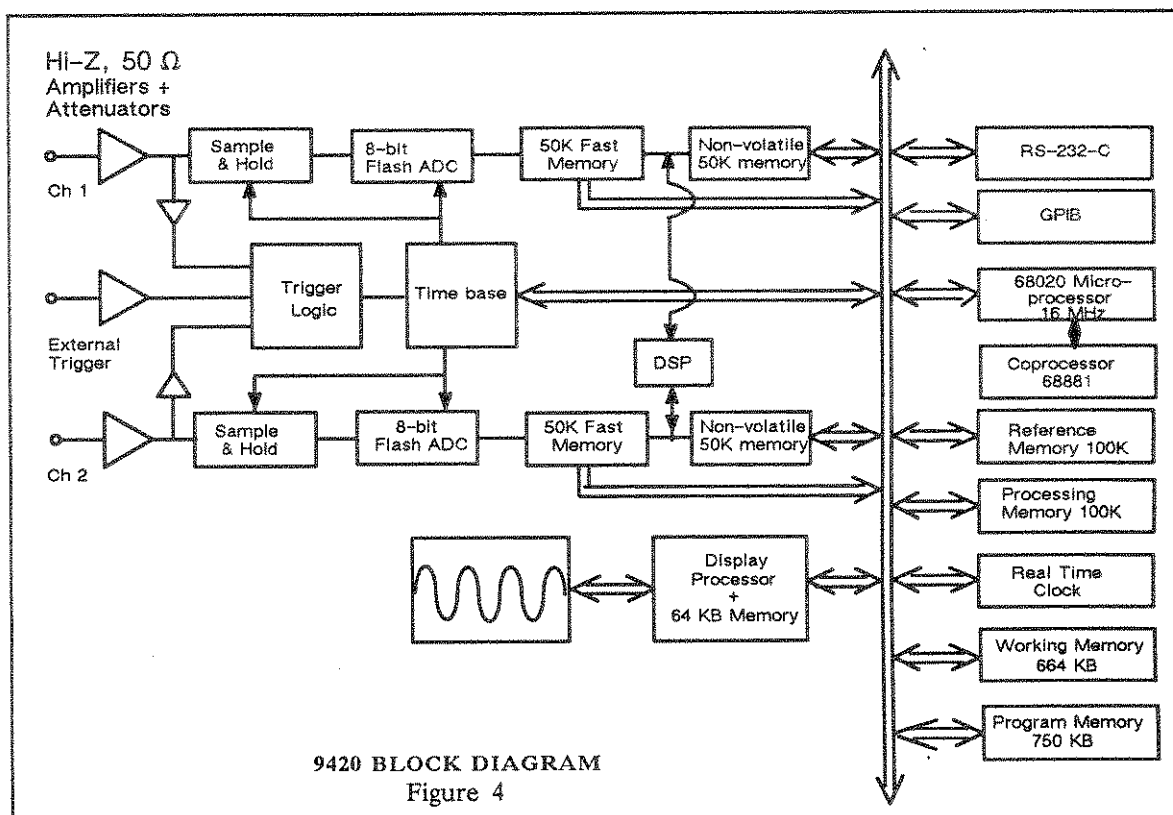 Hi-Z, 50 Ω
Amplifiers +
Attenuators
Ch 1
Sample
& Hold
8-bit
Flash ADC
50K Fast
Memory
Non-volatile
50K memory
RS-232-C
GPIB
External
Trigger
Trigger
Logic
Time base
68020 Micro-
processor
16 MHz
DSP
Coprocessor
68881
Ch 2
Sample
& Hold
8-bit
Flash ADC
50K Fast
Memory
Non-volatile
50K memory
Reference
Memory 100K
Processing
Memory 100K
Display
Processor
+
64 KB Memory
Real Time
Clock
Working Memory
664 KB
Program Memory
750 KB
9420 BLOCK DIAGRAM
Figure 4